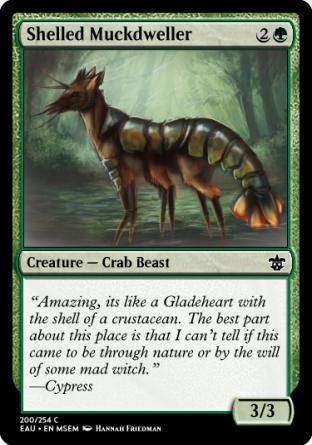 Shelled Muckdweller 2
Creature — Crab Beast
“Amazing, its like a Gladeheart with
the shell of a crustacean. The best part
about this place is that I can’t tell if this
came to be through nature or by the will
of some mad witch.”
—Cypress
3/3
200/254 C
EAU • EN MSEM Hannah Friedman